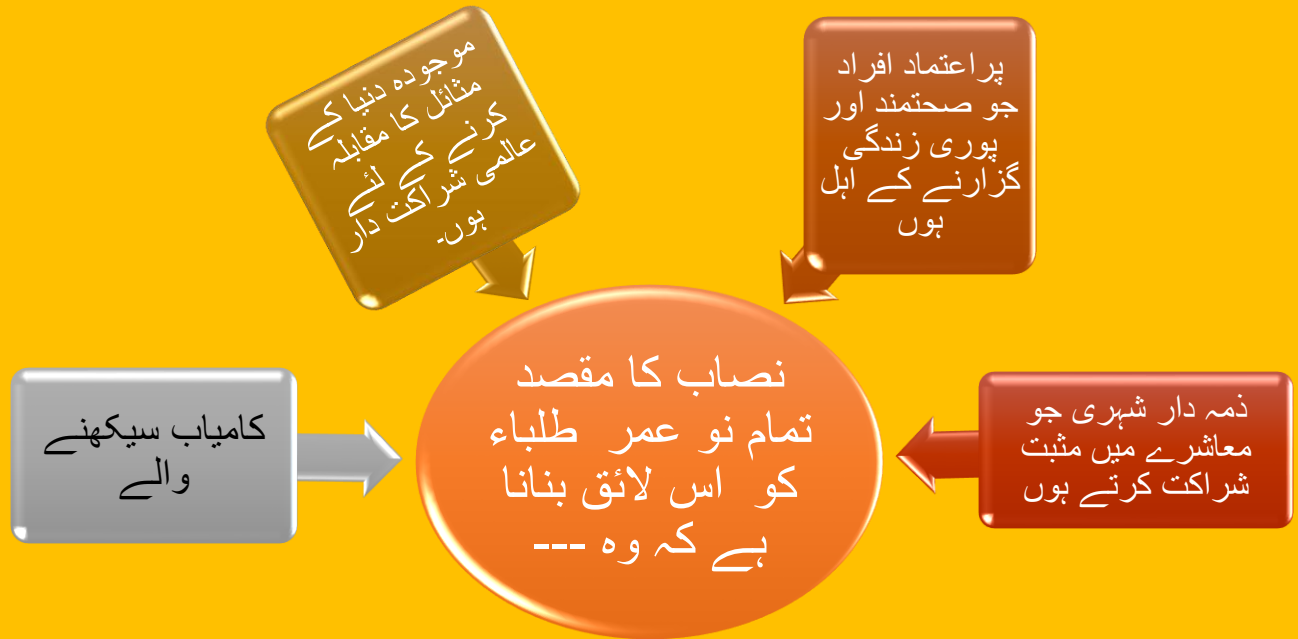 موجودہ دنیا کے
مثائل کا مقابلہ
کرنے کے لئے
عالمی شراکت دار
ہوں۔
پراعتماد افراد
جو صحتمند اور
پوری زندگی
گزارنے کے اہل
ہوں
نصاب کا مقصد
تمام نو عمر طلباء
کو اس لائق بنانا
ہے کہ وہ ---
ذمہ دار شہری جو
معاشرے میں مثبت
شراکت کرتے ہوں
کامیاب سیکھنے
والے